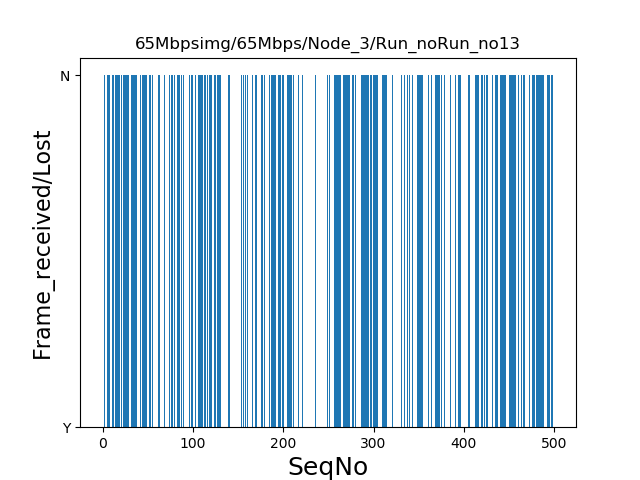 65Mbpsimg/65Mbps/Node_3/Run_noRun_no13
N
Frame_received/Lost
Y
0 100 200 300 400 500
SeqNo